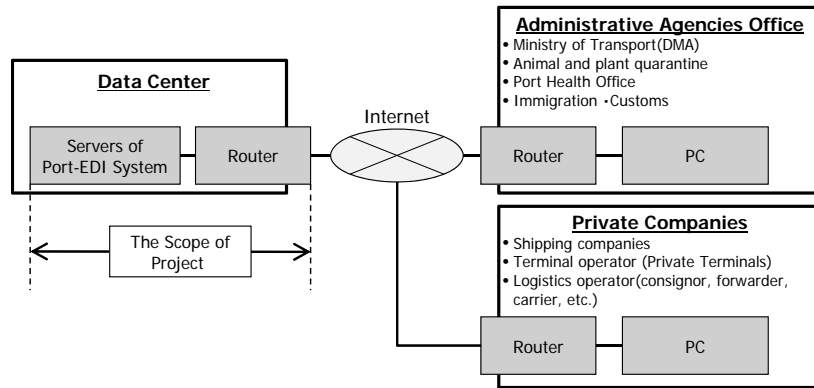 Data Center
Servers of
Port-EDI System
Router
The Scope of
Project
Internet
Administrative Agencies Office
• Ministry of Transport(DMA)
• Animal and plant quarantine
• Port Health Office
• Immigration ・Customs
Router
PC
Private Companies
• Shipping companies
• Terminal operator (Private Terminals)
• Logistics operator(consignor, forwarder,
carrier, etc.)
Router
PC